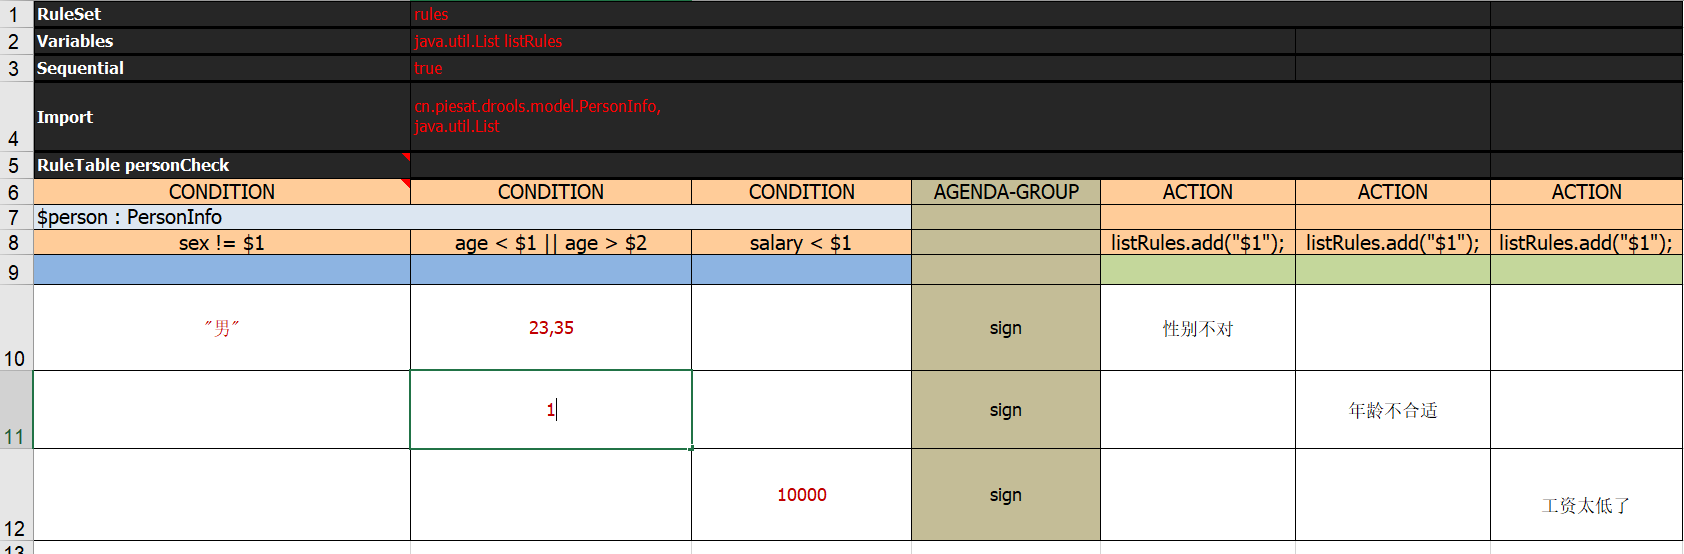 1 RuleSet rules
2 Variables java.util.List listRules
3 Sequential true
4 Import cn.piesat.drools.model.PersonInfo,
java.util.List
5 RuleTable personCheck
6 CONDITION CONDITION CONDITION AGENDA-GROUP ACTION ACTION ACTION
7 $person : PersonInfo
8 sex != $1 age < $1 || age > $2 salary < $1 listRules.add("$1"); listRules.add("$1"); listRules.add("$1");
9
10 "男" 23,35 sign 性别不对
11 1 sign 年龄不合适
12 10000 sign 工资太低了
13